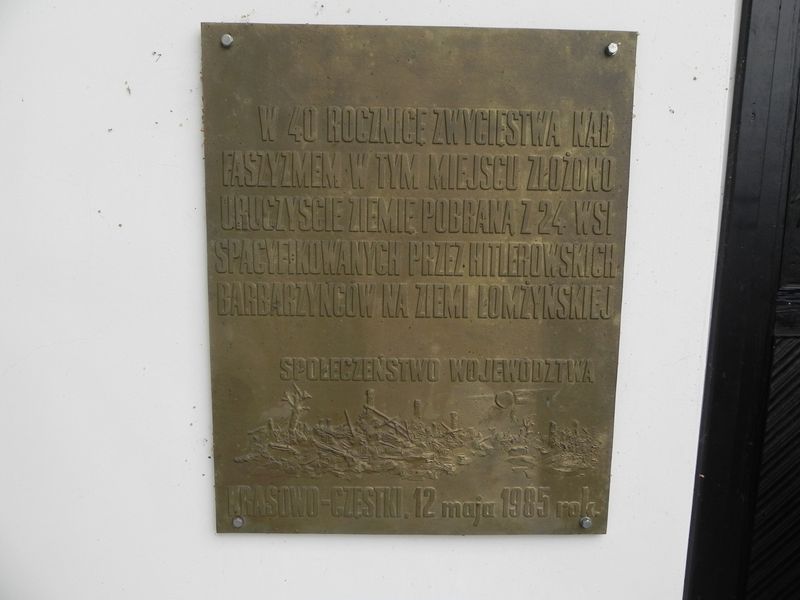 W 40 ROCZNICĘ ZWYCIĘSTWA NAD
FASZYZMEM W TYM MIEJSCU ZŁOŻONO
UROCZYŚCIE ZIEMIĘ POBRANĄ Z 24 WSI
SPACYFIKOWANYCH PRZEZ HITLEROWSKICH
BARBARZYŃCÓW NA ZIEMI ŁOMŻYŃSKIEJ
SPOŁECZEŃSTWO WOJEWÓDZTWA
KRASOWO-CZĘSTKI, 12 maja 1985 rok